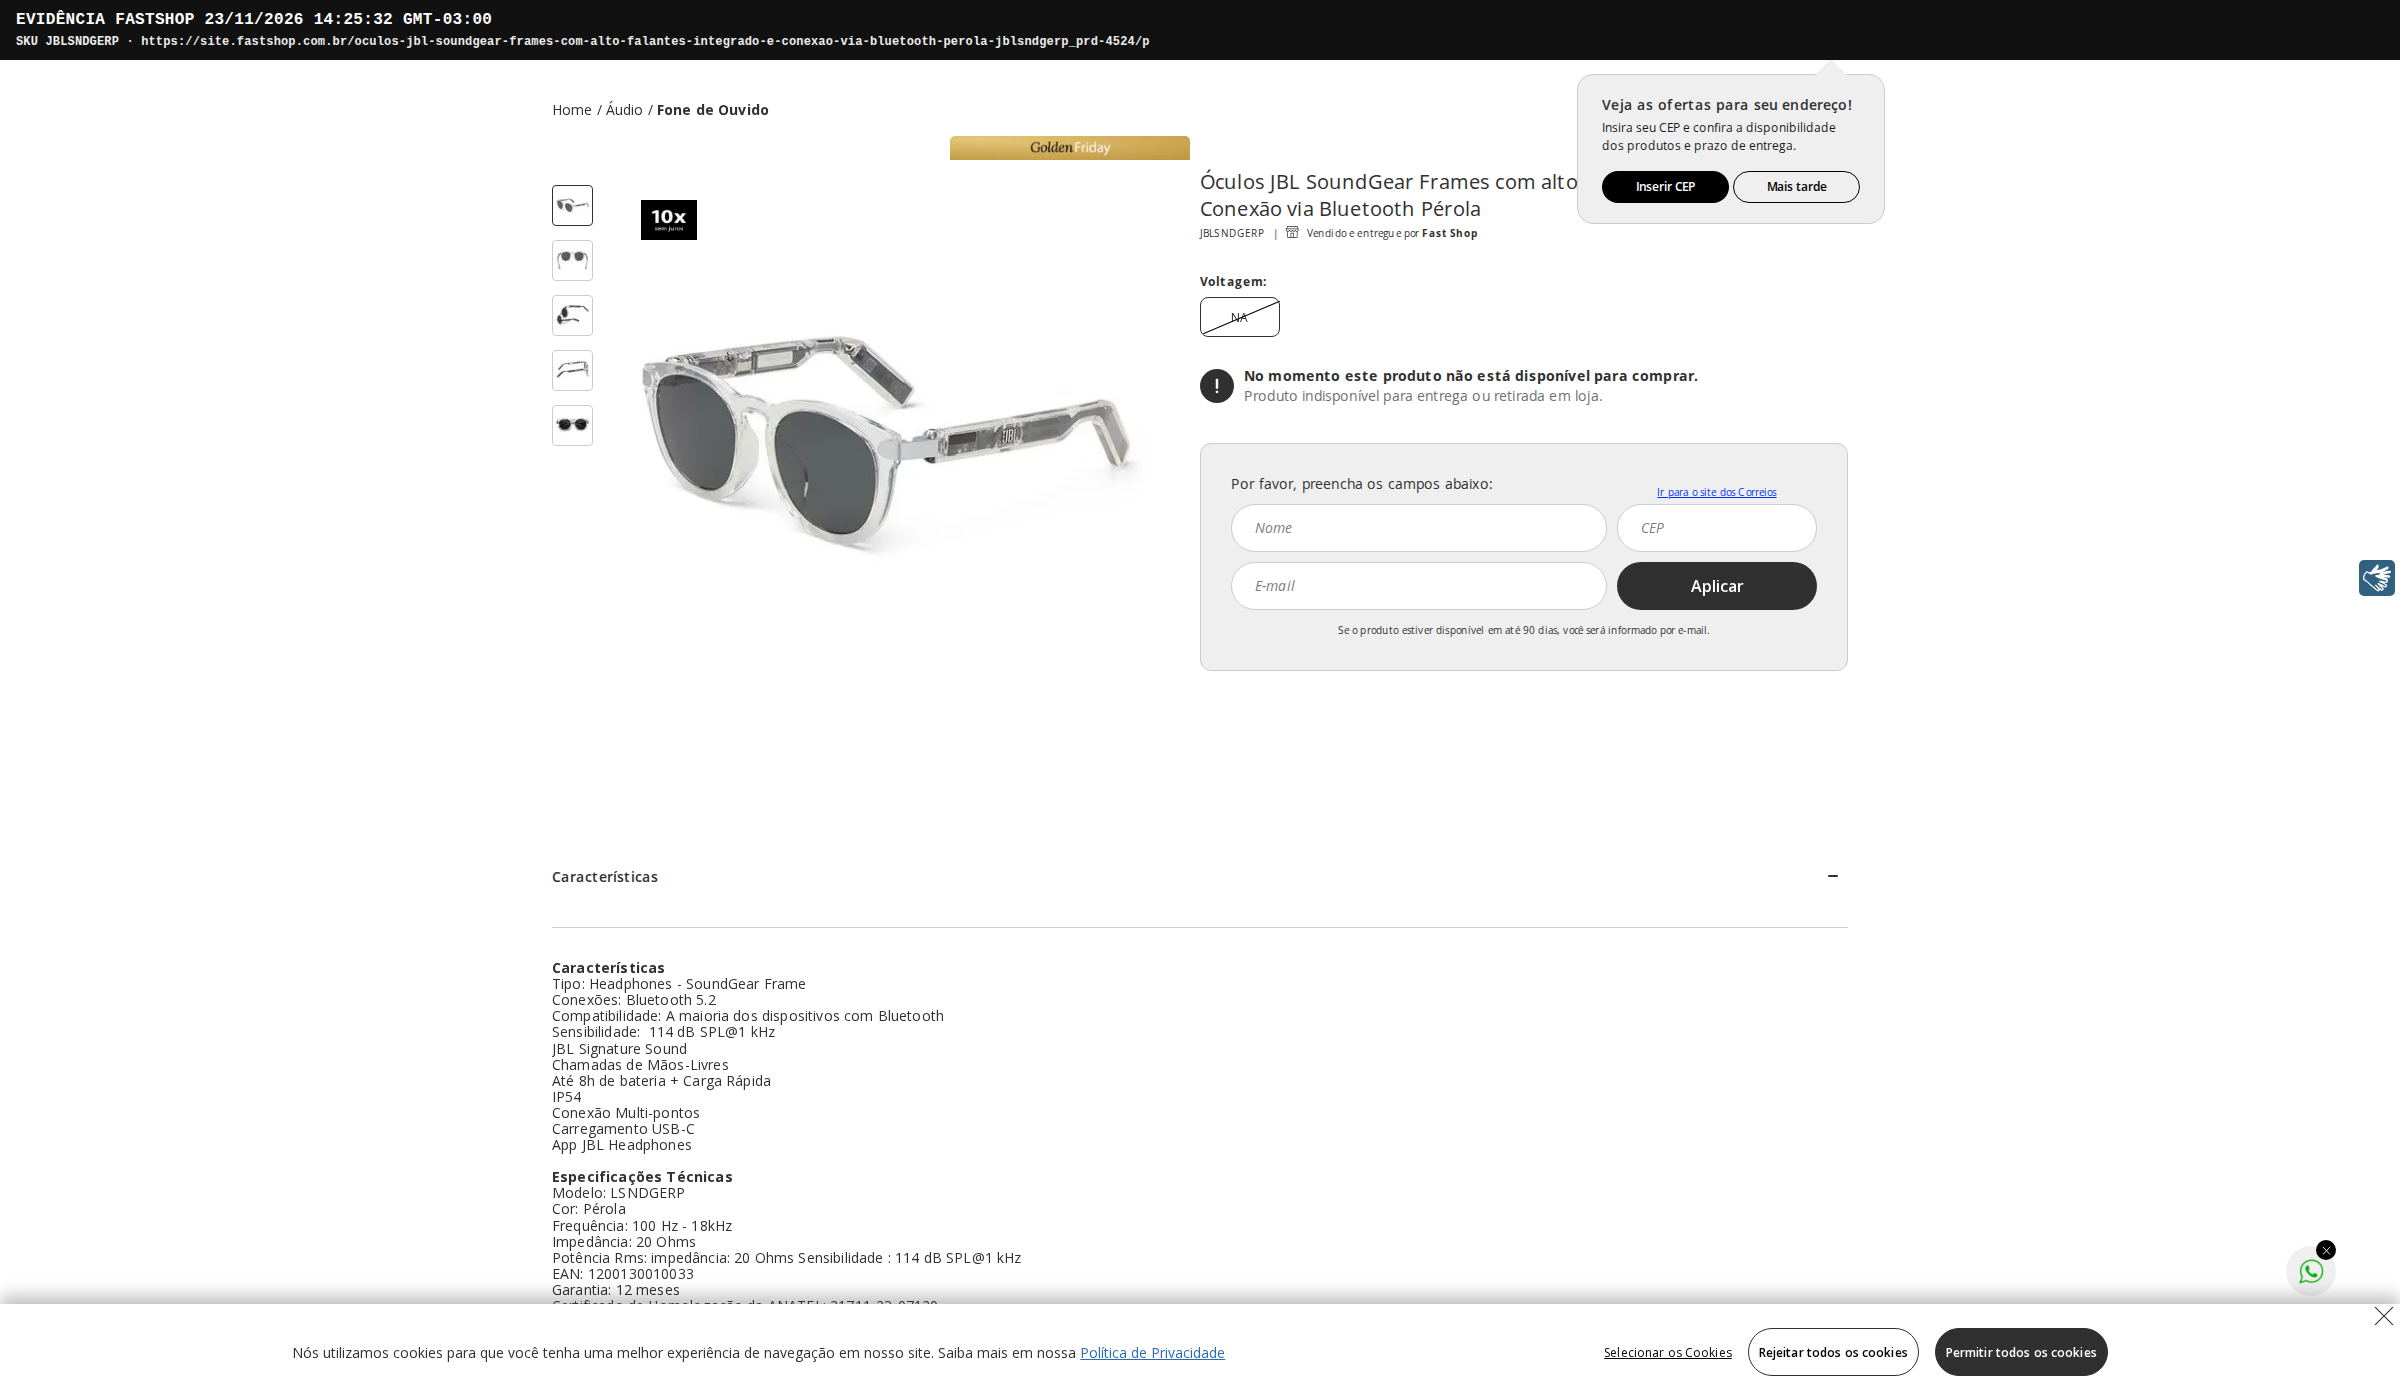 EVIDÊNCIA FASTSHOP 23/11/2026 14:25:32 GMT-03:00
SKU JBLSNDGERP · https://site.fastshop.com.br/oculos-jbl-soundgear-frames-com-alto-falantes-integrado-e-conexao-via-bluetooth-perola-jblsndgerp_prd-4524/p
Home / Áudio / Fone de Ouvido
Golden Friday
Veja as ofertas para seu endereço!
Insira seu CEP e confira a disponibilidade
dos produtos e prazo de entrega.
Inserir CEP
Mais tarde
10x
sem juros
Óculos JBL SoundGear Frames com alto
Conexão via Bluetooth Pérola
JBLSNDGERP | Vendido e entregue por Fast Shop
Voltagem:
NA
JBL
No momento este produto não está disponível para comprar.
Produto indisponível para entrega ou retirada em loja.
Por favor, preencha os campos abaixo:
Ir para o site dos Correios
Nome
CEP
E-mail
Aplicar
Se o produto estiver disponível em até 90 dias, você será informado por e-mail.
Características
Características
Tipo: Headphones - SoundGear Frame
Conexões: Bluetooth 5.2
Compatibilidade: A maioria dos dispositivos com Bluetooth
Sensibilidade:  114 dB SPL@1 kHz
JBL Signature Sound
Chamadas de Mãos-Livres
Até 8h de bateria + Carga Rápida
IP54
Conexão Multi-pontos
Carregamento USB-C
App JBL Headphones
Especificações Técnicas
Modelo: LSNDGERP
Cor: Pérola
Frequência: 100 Hz - 18kHz
Impedância: 20 Ohms
Potência Rms: impedância: 20 Ohms Sensibilidade : 114 dB SPL@1 kHz
EAN: 1200130010033
Garantia: 12 meses
Nós utilizamos cookies para que você tenha uma melhor experiência de navegação em nosso site. Saiba mais em nossa Política de Privacidade
Selecionar os Cookies
Rejeitar todos os cookies
Permitir todos os cookies